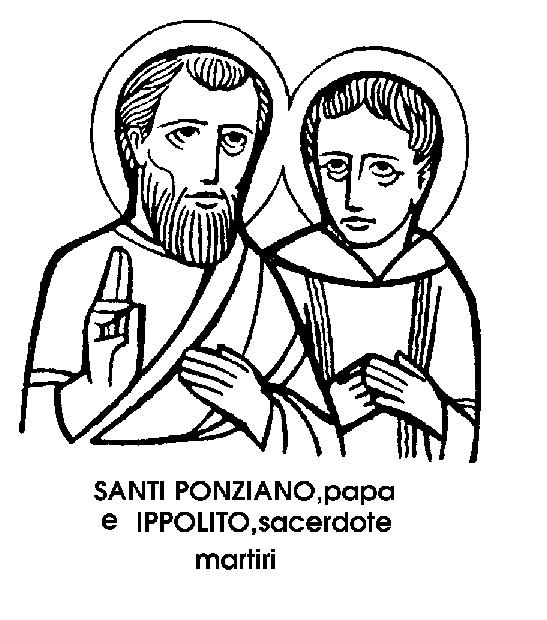 SANTI PONZIANO,papa
e IPPOLITO,sacerdote
martiri